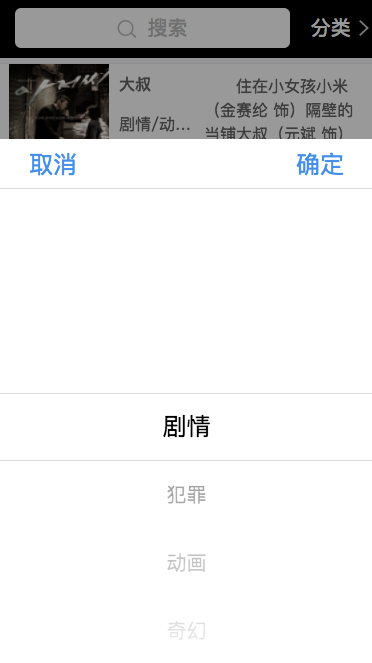 搜索
分类
大叔
剧情/动...
住在小女孩小米
（金赛纶 饰）隔壁的
当铺大叔（元斌 饰）
取消
确定
剧情
犯罪
动画
奇幻